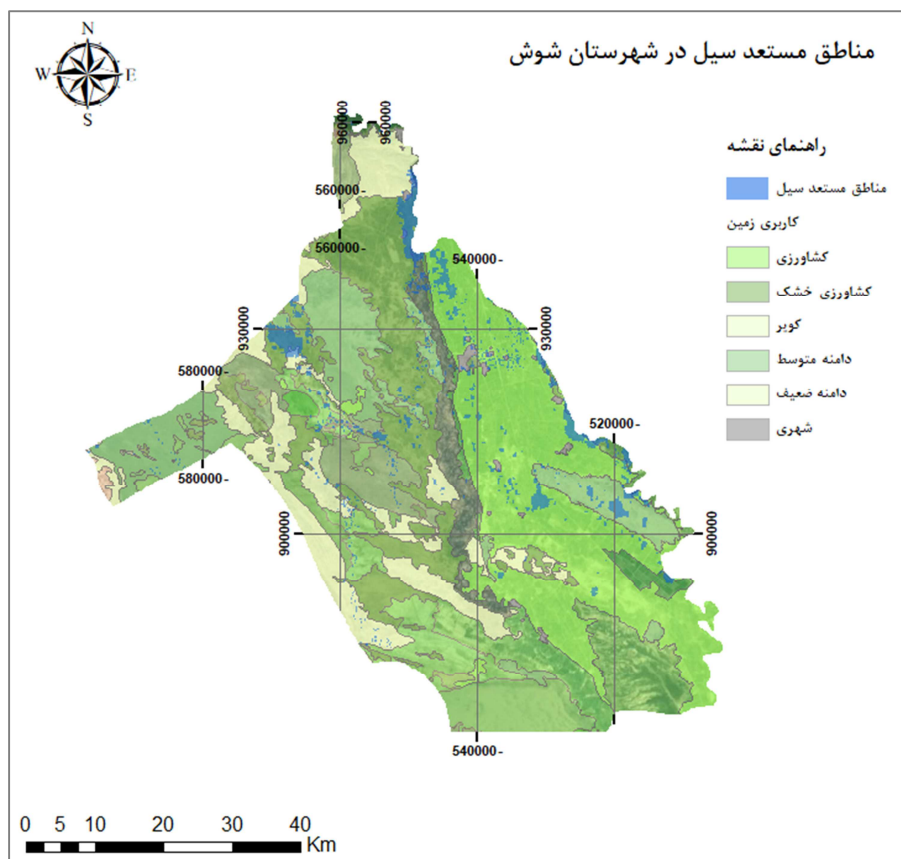 مناطق مستعد سیل در شهرستان شوش
N
W E
S
راهنمای نقشه
مناطق مستعد سیل
کاربری زمین
کشاورزی
کشاورزی خشک
کویر
دامنه متوسط
دامنه ضعیف
شهری
960000 960000
560000-
560000-
540000-
930000 930000
580000-
520000-
580000-
900000 900000
540000-
0 5 10 20 30 40
Km